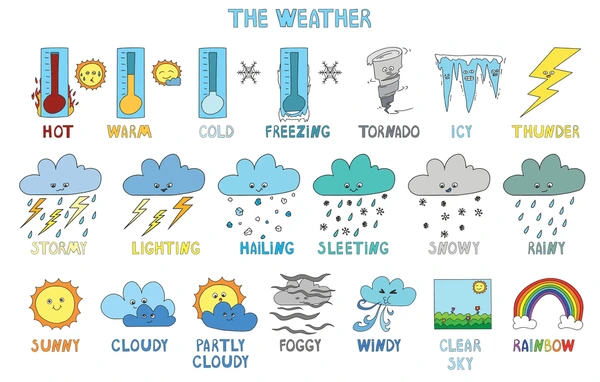 THE WEATHER
HOT
WARM
COLD
FREEZING
TORNADO
ICY
THUNDER
STORMY
LIGHTING
HAILING
SLEETING
SNOWY
RAINY
SUNNY
CLOUDY
PARTLY
CLOUDY
FOGGY
WINDY
CLEAR
SKY
RAINBOW